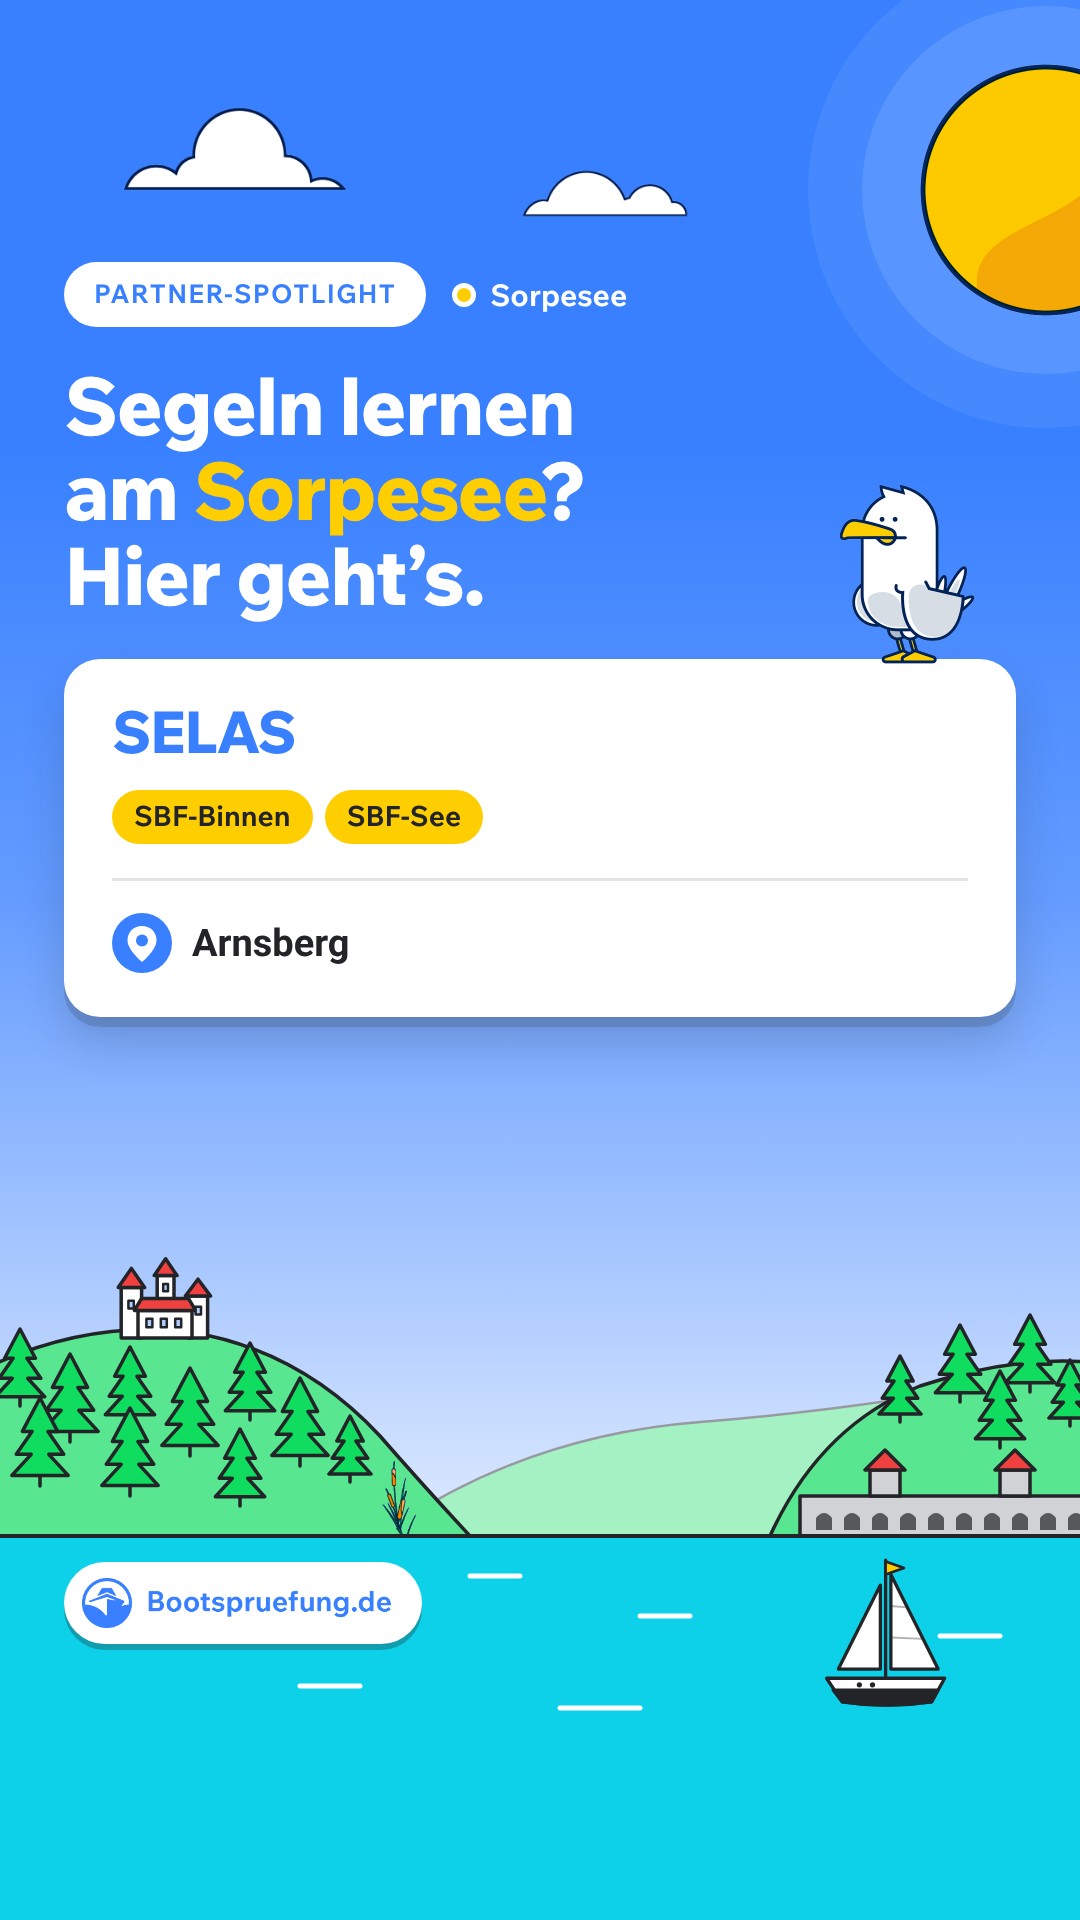 PARTNER-SPOTLIGHT
Sorpesee
Segeln lernen
am Sorpesee?
Hier geht’s.
SELAS
SBF-Binnen
SBF-See
Arnsberg
Bootspruefung.de